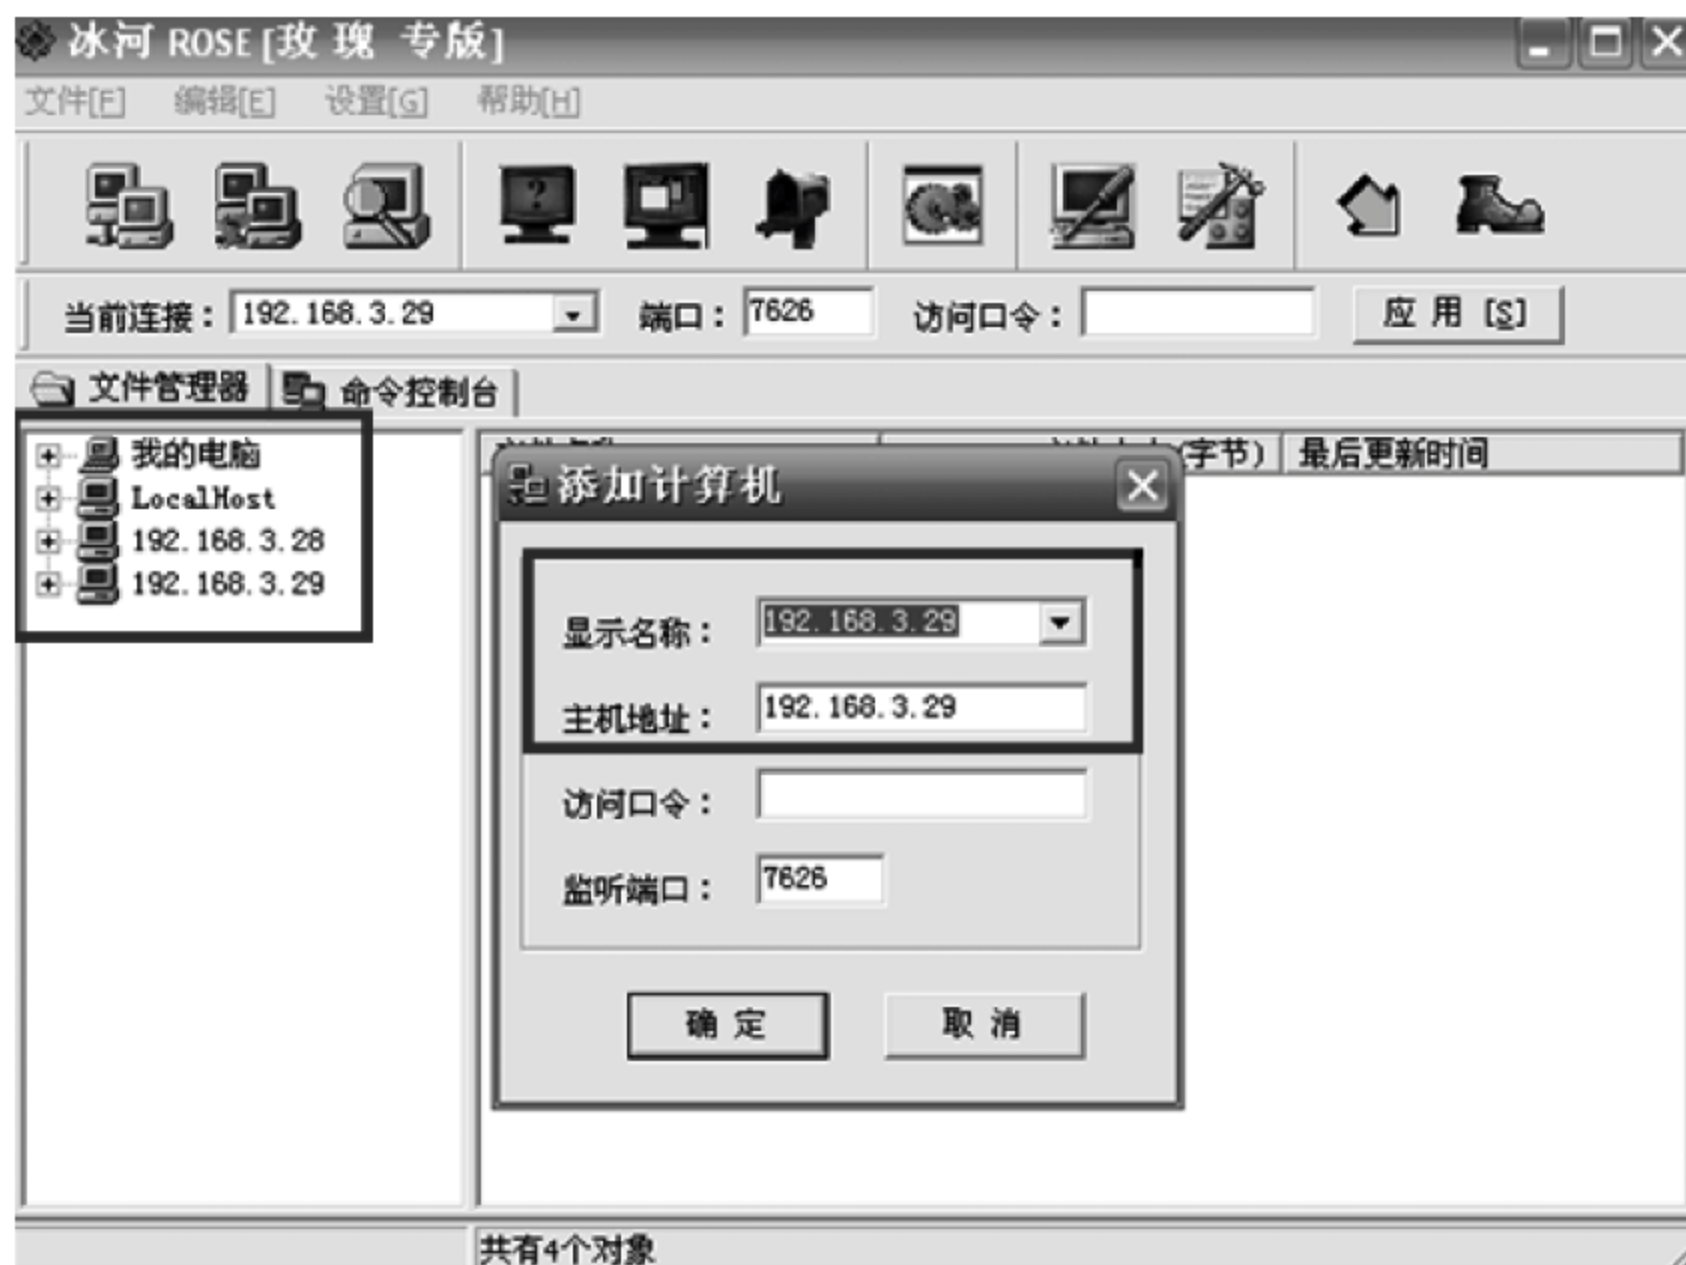 冰河 ROSE [玫 瑰 专版]
文件[F] 编辑[E] 设置[G] 帮助[H]
当前连接： 192.168.3.29 端口： 7626 访问口令： 应 用 [S]
文件管理器 命令控制台
我的电脑
LocalHost
192.168.3.28
192.168.3.29
(字节) 最后更新时间
添加计算机
显示名称： 192.168.3.29
主机地址： 192.168.3.29
访问口令：
监听端口： 7626
确 定 取 消
共有4个对象